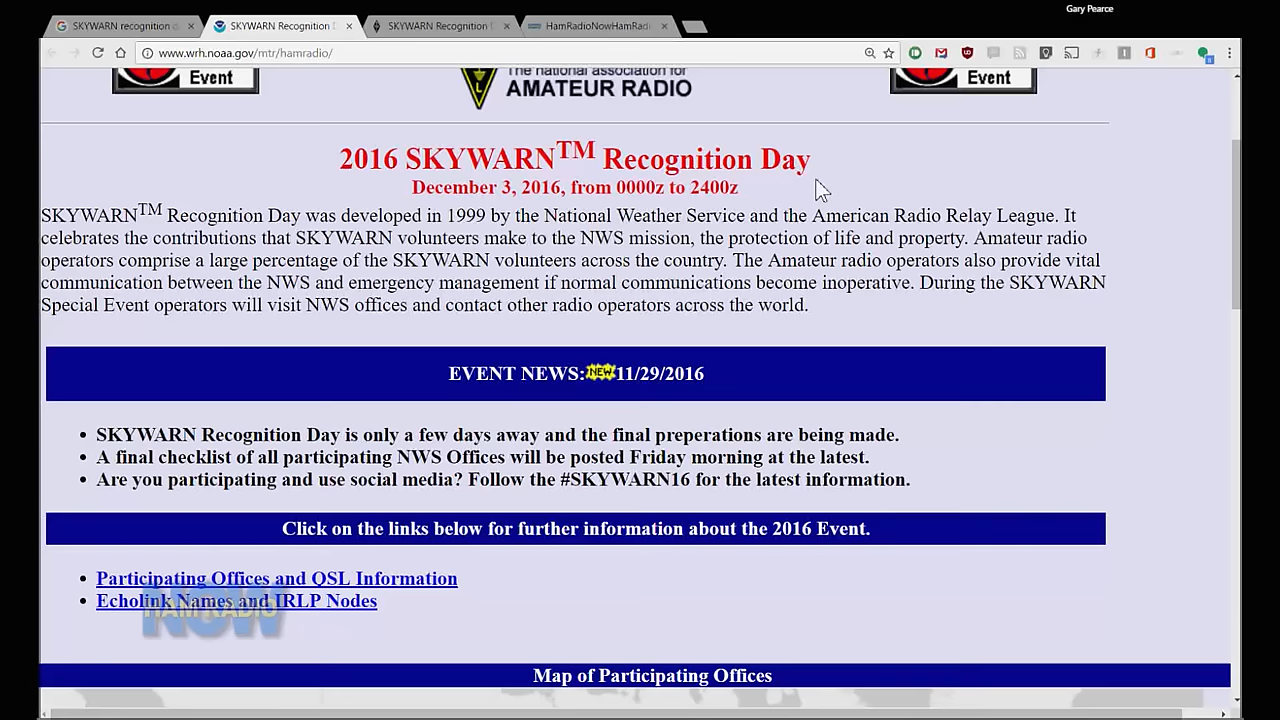 Gary Pearce
SKYWARN recognition d
SKYWARN Recognition D
SKYWARN Recognition D
HamRadioNowHamRadi
www.wrh.noaa.gov/mtr/hamradio/
Event
The national association for
AMATEUR RADIO
Event
2016 SKYWARN™ Recognition Day
December 3, 2016, from 0000z to 2400z
SKYWARN™ Recognition Day was developed in 1999 by the National Weather Service and the American Radio Relay League. It
celebrates the contributions that SKYWARN volunteers make to the NWS mission, the protection of life and property. Amateur radio
operators comprise a large percentage of the SKYWARN volunteers across the country. The Amateur radio operators also provide vital
communication between the NWS and emergency management if normal communications become inoperative. During the SKYWARN
Special Event operators will visit NWS offices and contact other radio operators across the world.
EVENT NEWS: NEW 11/29/2016
• SKYWARN Recognition Day is only a few days away and the final preperations are being made.
• A final checklist of all participating NWS Offices will be posted Friday morning at the latest.
• Are you participating and use social media? Follow the #SKYWARN16 for the latest information.
Click on the links below for further information about the 2016 Event.
• Participating Offices and QSL Information
• Echolink Names and IRLP Nodes
HAM RADIO
NOW
Map of Participating Offices